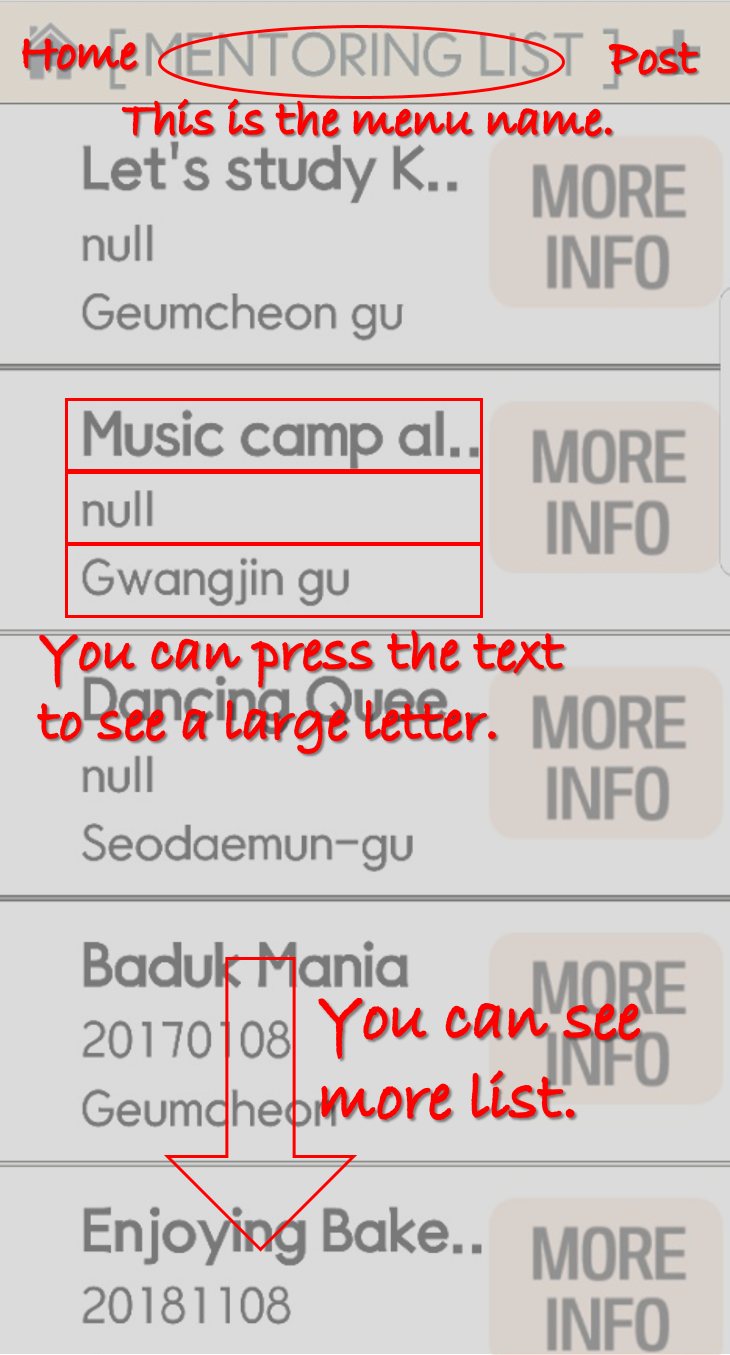 Home [ MENTORING LIST ] Post
This is the menu name.
Let's study K..
MORE
INFO
null
Geumcheon gu
Music camp al..
MORE
INFO
null
Gwangjin gu
You can press the text
to see a large letter.
Dancing Quee..
MORE
INFO
null
Seodaemun-gu
Baduk Mania
MORE
INFO
20170108
Geumcheon
You can see
more list.
Enjoying Bake..
MORE
INFO
20181108